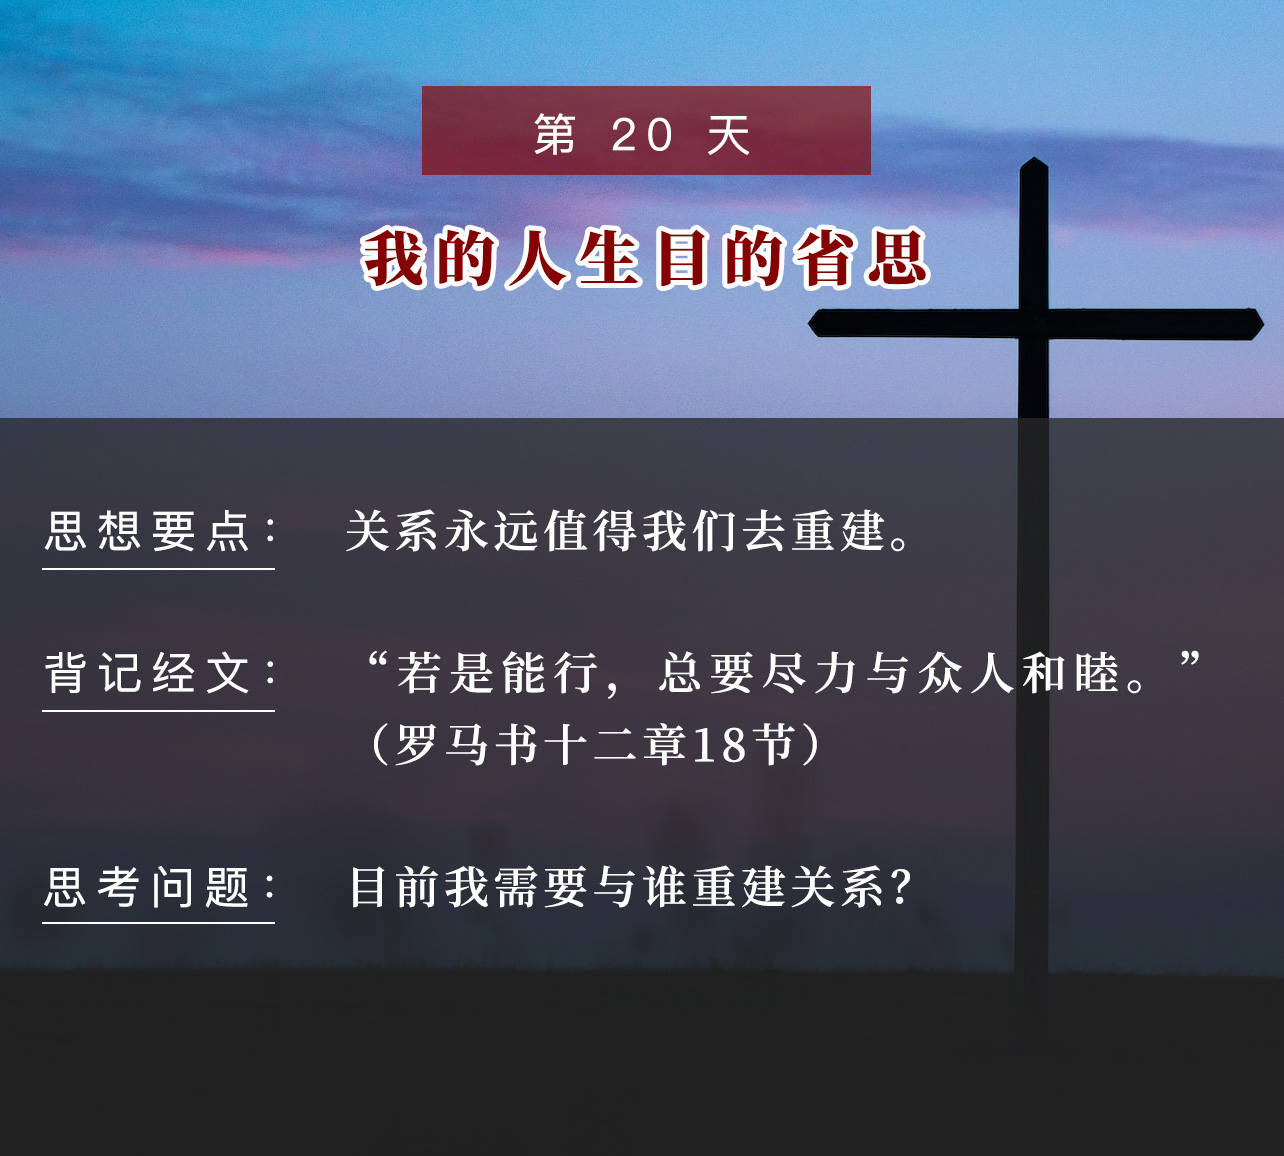 第 20 天
我的人生目的省思
思想要点： 关系永远值得我们去重建。
背记经文： “若是能行，总要尽力与众人和睦。”
（罗马书十二章18节）
思考问题： 目前我需要与谁重建关系？